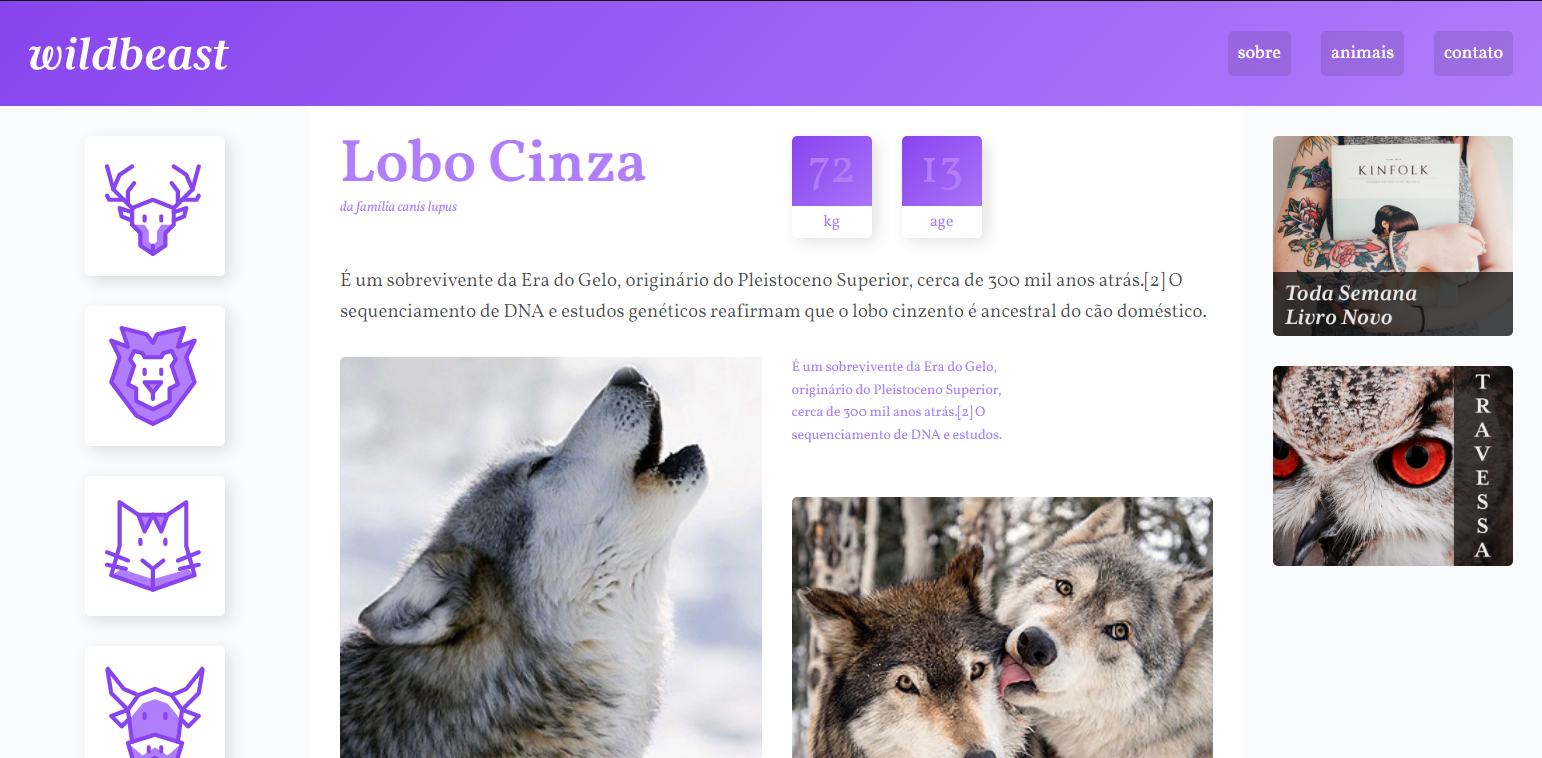 wildbeast
sobre
animais
contato
Lobo Cinza
da família canis lupus
72
kg
13
age
É um sobrevivente da Era do Gelo, originário do Pleistoceno Superior, cerca de 300 mil anos atrás.[2] O
sequenciamento de DNA e estudos genéticos reafirmam que o lobo cinzento é ancestral do cão doméstico.
É um sobrevivente da Era do Gelo,
originário do Pleistoceno Superior,
cerca de 300 mil anos atrás.[2] O
sequenciamento de DNA e estudos.
KINFOLK
Toda Semana
Livro Novo
TRAVESSA